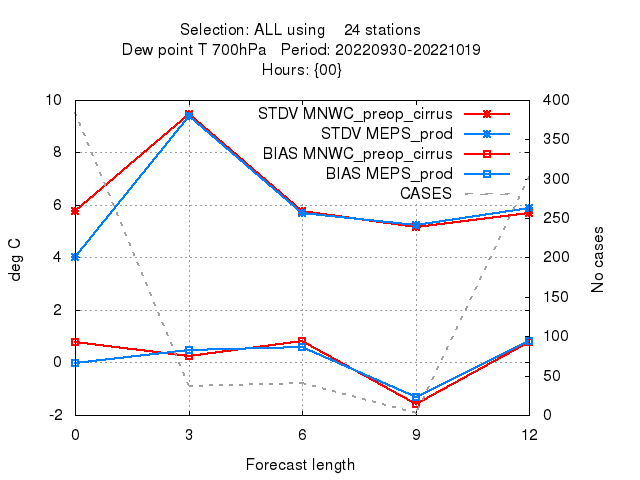 Selection: ALL using 24 stations
Dew point T 700hPa Period: 20220930-20221019
Hours: {00}
STDV MNWC_preop_cirrus
STDV MEPS_prod
BIAS MNWC_preop_cirrus
BIAS MEPS_prod
CASES
10
8
6
4
2
0
-2
deg C
400
350
300
250
200
150
100
50
0
No cases
0 3 6 9 12
Forecast length